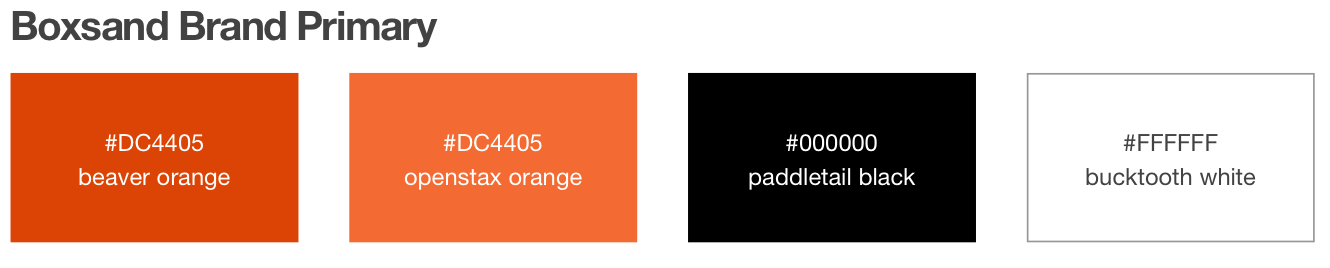 Boxsand Brand Primary
#DC4405
beaver orange
#DC4405
openstax orange
#000000
paddletail black
#FFFFFF
bucktooth white